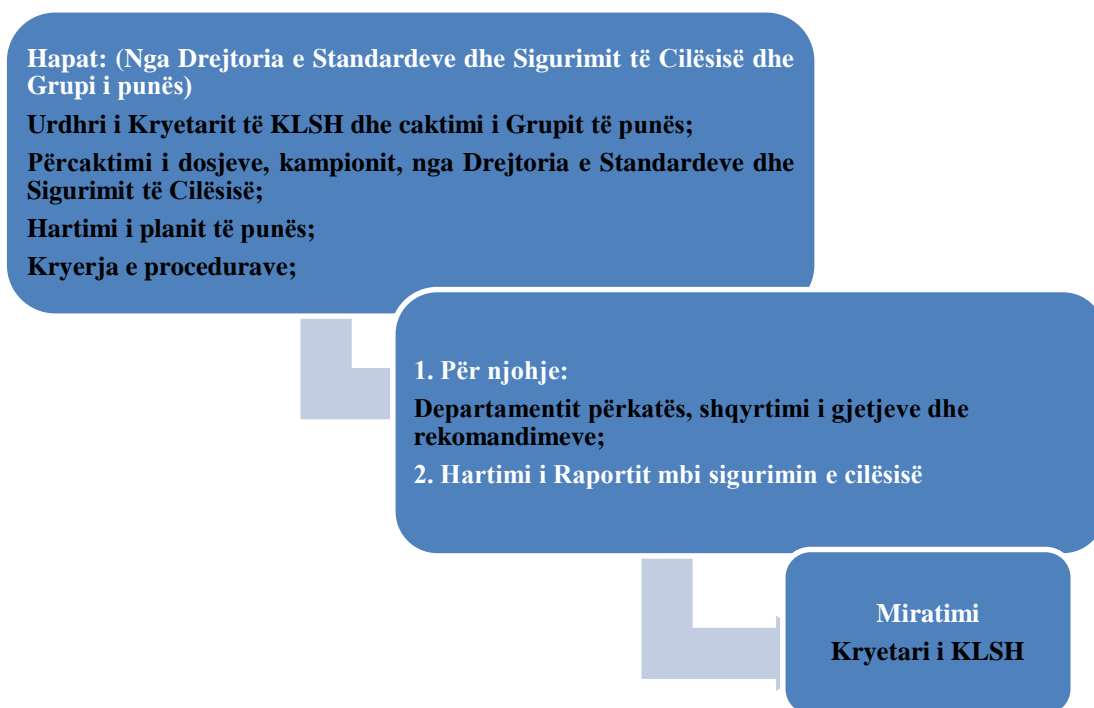 Hapat: (Nga Drejtoria e Standardeve dhe Sigurimit të Cilësisë dhe
Grupi i punës)
Urdhri i Kryetarit të KLSH dhe caktimi i Grupit të punës;
Përcaktimi i dosjeve, kampionit, nga Drejtoria e Standardeve dhe
Sigurimit të Cilësisë;
Hartimi i planit të punës;
Kryerja e procedurave;
1. Për njohje:
Departamentit përkatës, shqyrtimi i gjetjeve dhe
rekomandimeve;
2. Hartimi i Raportit mbi sigurimin e cilësisë
Miratimi
Kryetari i KLSH